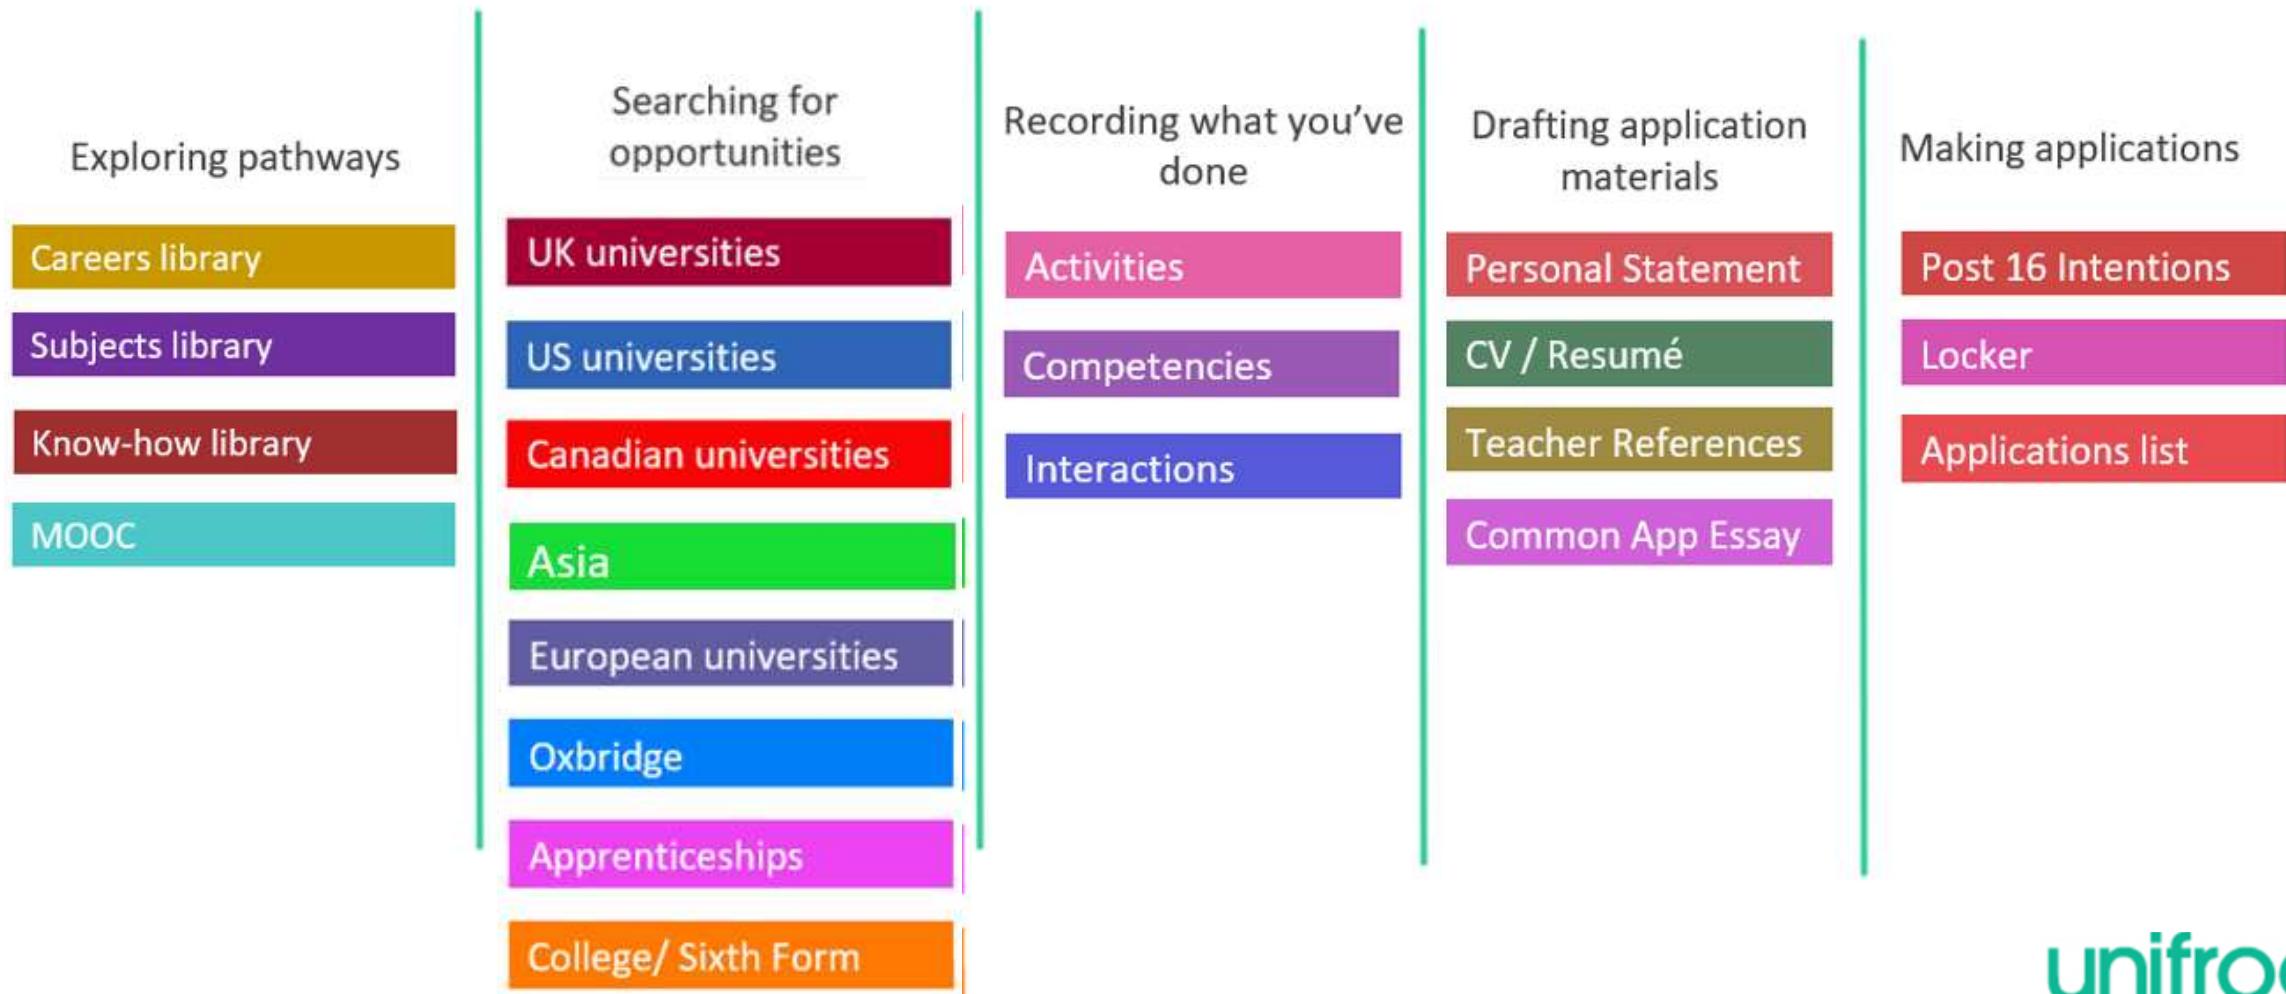 Exploring pathways
Careers library
Subjects library
Know-how library
MOOC
Searching for
opportunities
UK universities
US universities
Canadian universities
Asia
European universities
Oxbridge
Apprenticeships
College/ Sixth Form
Recording what you've
done
Activities
Competencies
Interactions
Drafting application
materials
Personal Statement
CV / Resumé
Teacher References
Common App Essay
Making applications
Post 16 Intentions
Locker
Applications list